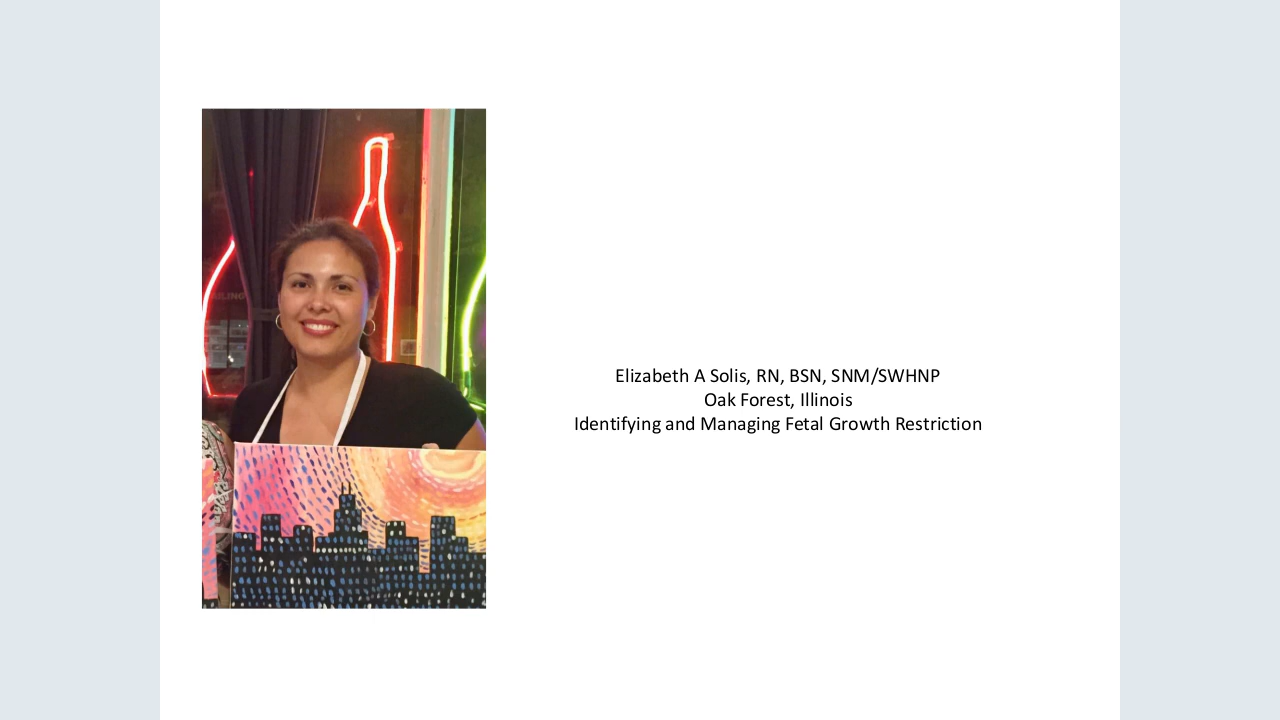 Elizabeth A Solis, RN, BSN, SNM/SWHNP
Oak Forest, Illinois
Identifying and Managing Fetal Growth Restriction